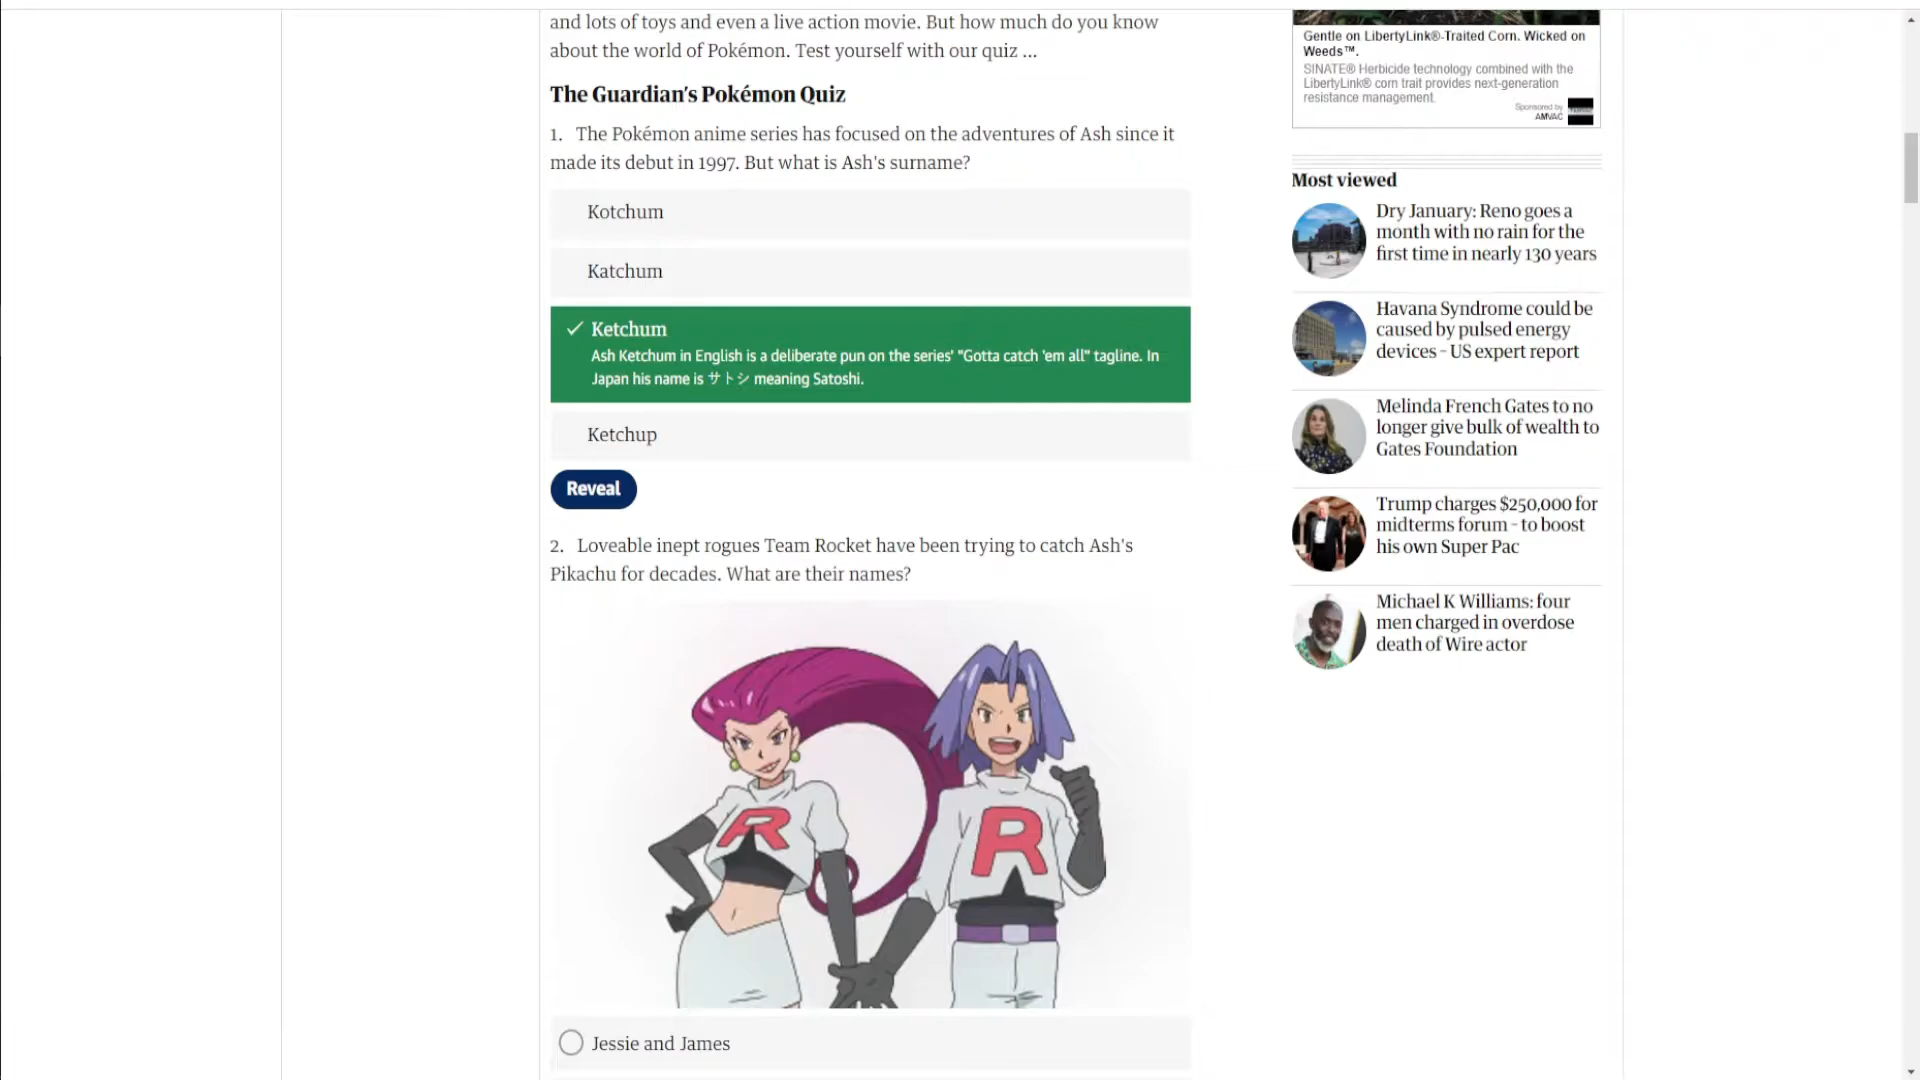 and lots of toys and even a live action movie. But how much do you know
about the world of Pokémon. Test yourself with our quiz ...
The Guardian's Pokémon Quiz
1. The Pokémon anime series has focused on the adventures of Ash since it
made its debut in 1997. But what is Ash's surname?
Kotchum
Katchum
Ketchum
Ash Ketchum in English is a deliberate pun on the series' "Gotta catch 'em all" tagline. In
Japan his name is サトシ meaning Satoshi.
Ketchup
Reveal
2. Loveable inept rogues Team Rocket have been trying to catch Ash's
Pikachu for decades. What are their names?
R
R
Jessie and James
Gentle on LibertyLink®-Traited Corn. Wicked on
Weeds™.
SINATE® Herbicide technology combined with the
LibertyLink® corn trait provides next-generation
resistance management.
Sponsored by
AMVAC
Most viewed
Dry January: Reno goes a
month with no rain for the
first time in nearly 130 years
Havana Syndrome could be
caused by pulsed energy
devices – US expert report
Melinda French Gates to no
longer give bulk of wealth to
Gates Foundation
Trump charges $250,000 for
midterms forum – to boost
his own Super Pac
Michael K Williams: four
men charged in overdose
death of Wire actor